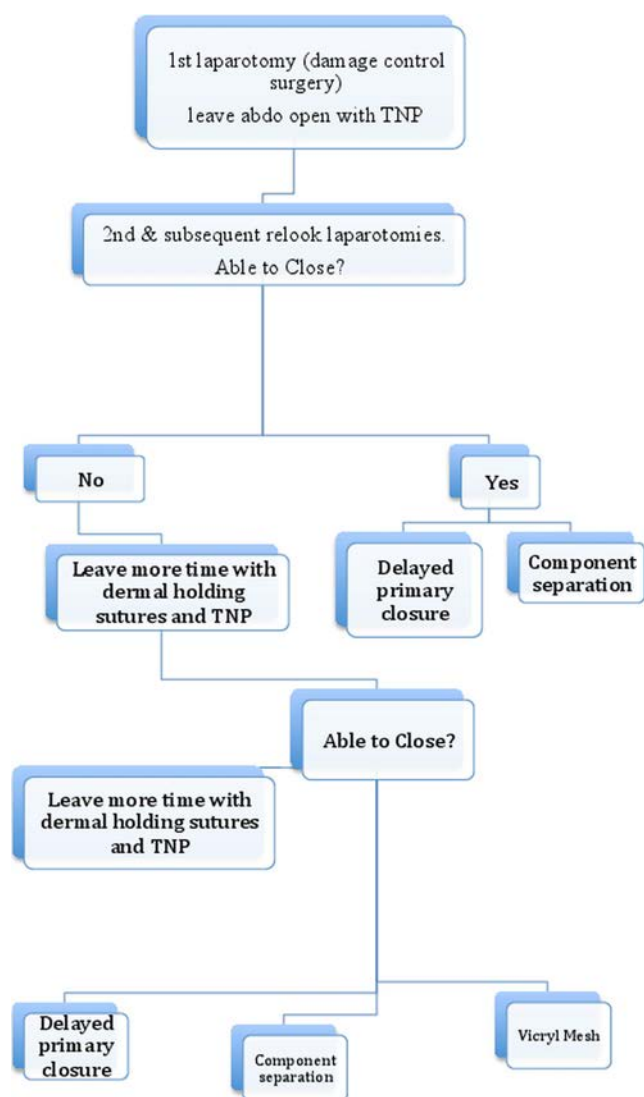 1st laparotomy (damage control
surgery)
leave abdo open with TNP
2nd & subsequent relook laparotomies.
Able to Close?
No
Yes
Leave more time with
dermal holding
sutures and TNP
Delayed
primary
closure
Component
separation
Able to Close?
Leave more time with
dermal holding sutures
and TNP
Delayed
primary
closure
Component
separation
Vicryl Mesh